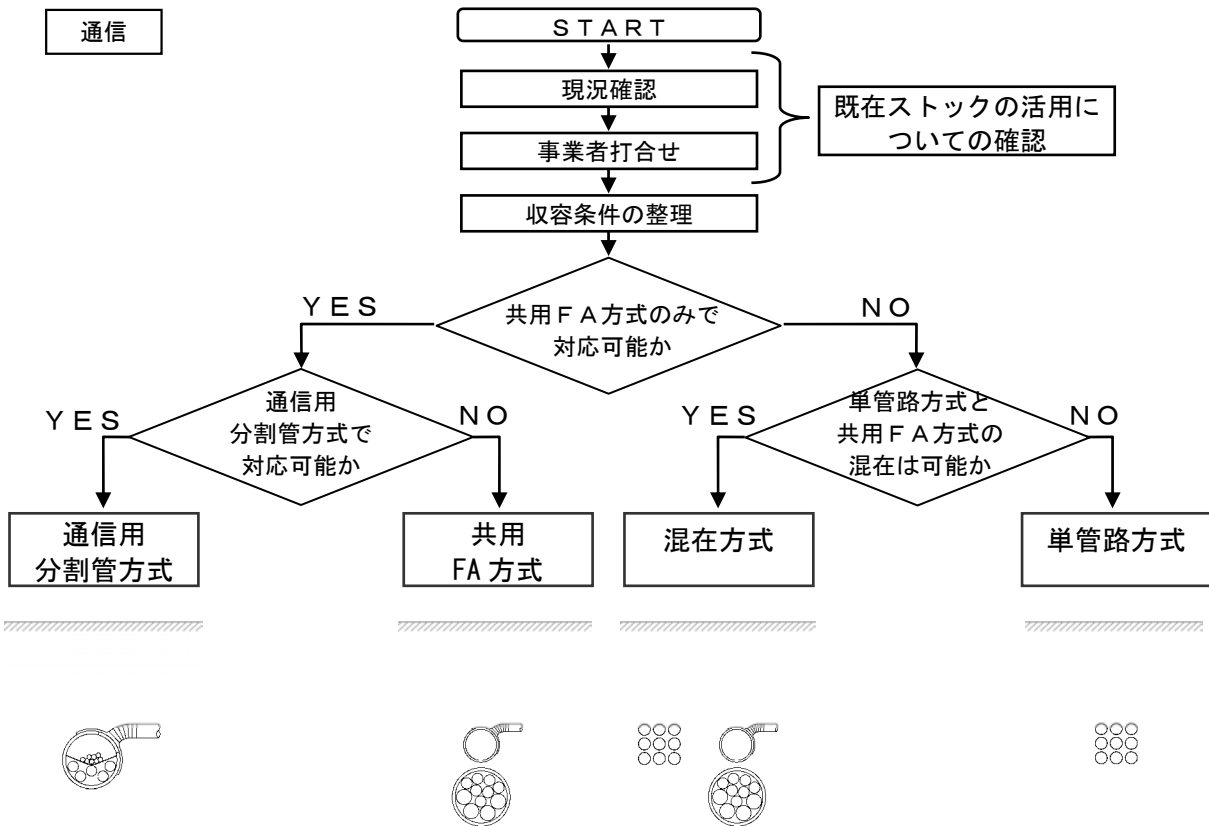 通信
ＳＴＡＲＴ
現況確認
事業者打合せ
既在ストックの活用に
ついての確認
収容条件の整理
共用ＦＡ方式のみで
対応可能か
ＹＥＳ
ＮＯ
通信用
分割管方式で
対応可能か
ＹＥＳ
ＮＯ
単管路方式と
共用ＦＡ方式の
混在は可能か
ＹＥＳ
ＮＯ
通信用
分割管方式
共用
FA方式
混在方式
単管路方式